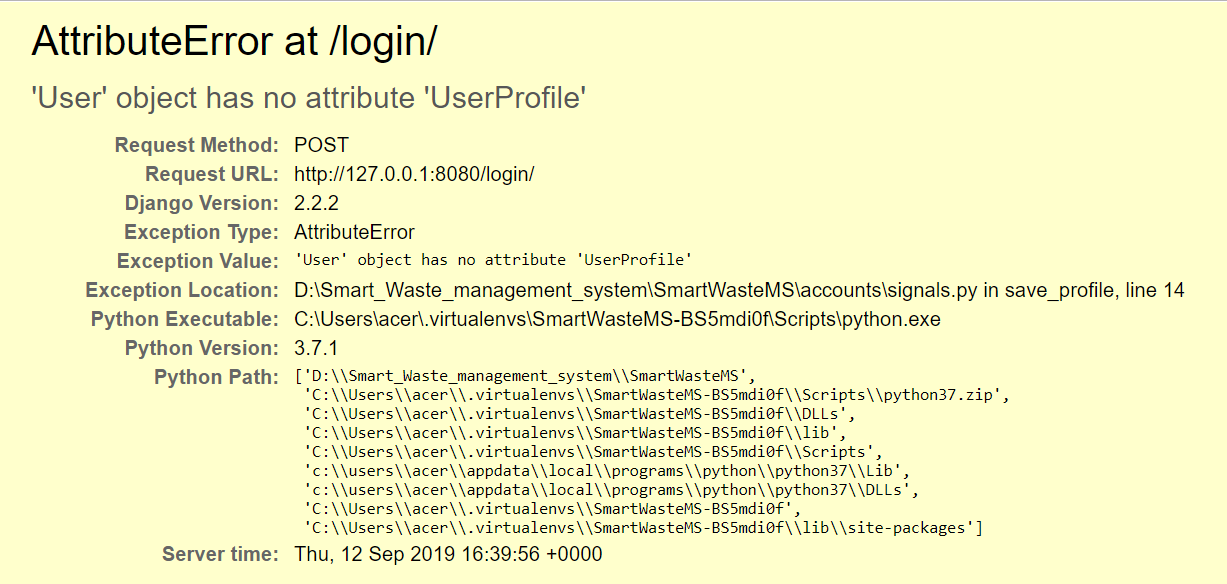 AttributeError at /login/
'User' object has no attribute 'UserProfile'
Request Method: POST
Request URL: http://127.0.0.1:8080/login/
Django Version: 2.2.2
Exception Type: AttributeError
Exception Value: 'User' object has no attribute 'UserProfile'
Exception Location: D:\Smart_Waste_management_system\SmartWasteMS\accounts\signals.py in save_profile, line 14
Python Executable: C:\Users\acer\.virtualenvs\SmartWasteMS-BS5mdi0f\Scripts\python.exe
Python Version: 3.7.1
Python Path: ['D:\\Smart_Waste_management_system\\SmartWasteMS',
'C:\\Users\\acer\\.virtualenvs\\SmartWasteMS-BS5mdi0f\\Scripts\\python37.zip',
'C:\\Users\\acer\\.virtualenvs\\SmartWasteMS-BS5mdi0f\\DLLs',
'C:\\Users\\acer\\.virtualenvs\\SmartWasteMS-BS5mdi0f\\lib',
'C:\\Users\\acer\\.virtualenvs\\SmartWasteMS-BS5mdi0f\\Scripts',
'c:\\users\\acer\\appdata\\local\\programs\\python\\python37\\Lib',
'c:\\users\\acer\\appdata\\local\\programs\\python\\python37\\DLLs',
'C:\\Users\\acer\\.virtualenvs\\SmartWasteMS-BS5mdi0f',
'C:\\Users\\acer\\.virtualenvs\\SmartWasteMS-BS5mdi0f\\lib\\site-packages']
Server time: Thu, 12 Sep 2019 16:39:56 +0000